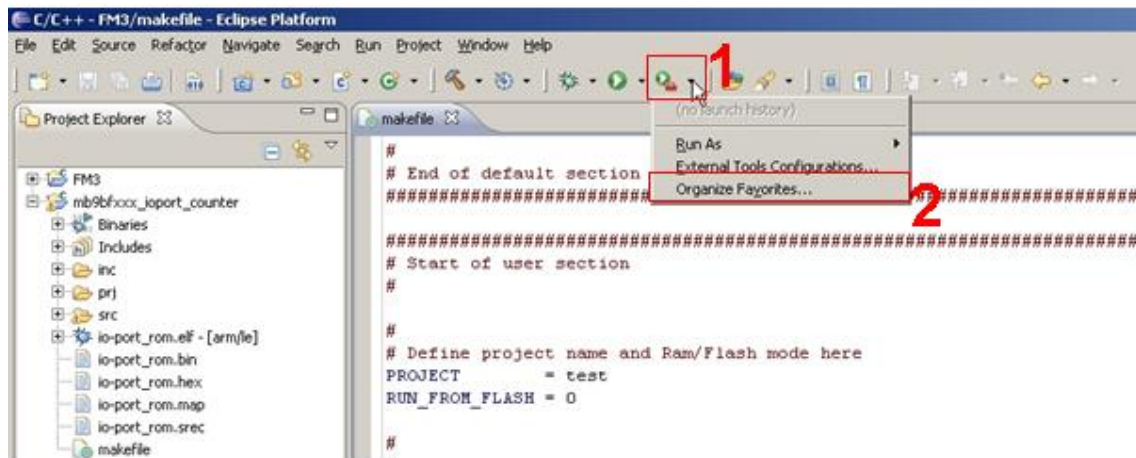 C/C++ - FM3/makefile - Eclipse Platform
File Edit Source Refactor Navigate Search Run Project Window Help
1
Project Explorer
makefile
(no launch history)
Run As
External Tools Configurations...
Organize Favorites...
2
FM3
mb9bfxxx_ioport_counter
Binaries
Includes
inc
prj
src
io-port_rom.elf - [arm/le]
io-port_rom.bin
io-port_rom.hex
io-port_rom.map
io-port_rom.srec
makefile
#
# End of default section
################################################################
################################################################
# Start of user section
#
#
# Define project name and Ram/Flash mode here
PROJECT = test
RUN_FROM_FLASH = 0
#